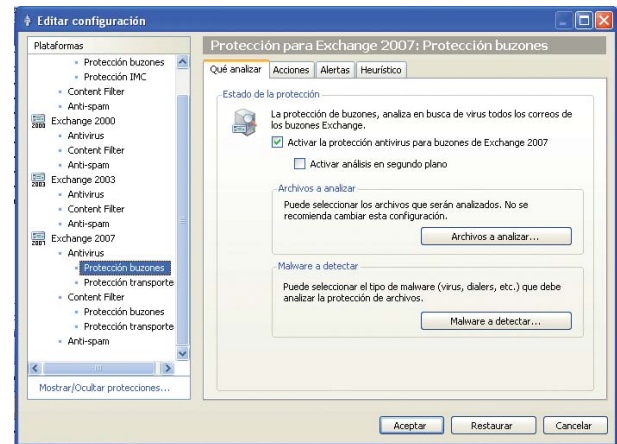 Editar configuración
Plataformas
Protección buzones
Protección IMC
Content Filter
Anti-spam
Exchange 2000
Antivirus
Content Filter
Anti-spam
Exchange 2003
Antivirus
Content Filter
Anti-spam
Exchange 2007
Antivirus
Protección buzones
Protección transporte
Content Filter
Protección buzones
Protección transporte
Anti-spam
Mostrar/Ocultar protecciones...
Protección para Exchange 2007: Protección buzones
Qué analizar Acciones Alertas Heurístico
Estado de la protección
La protección de buzones, analiza en busca de virus todos los correos de
los buzones Exchange.
Activar la protección antivirus para buzones de Exchange 2007
Activar análisis en segundo plano
Archivos a analizar
Puede seleccionar los archivos que serán analizados. No se
recomienda cambiar esta configuración.
Archivos a analizar...
Malware a detectar
Puede seleccionar el tipo de malware (virus, dialers, etc.) que debe
analizar la protección de archivos.
Malware a detectar...
Aceptar Restaurar Cancelar